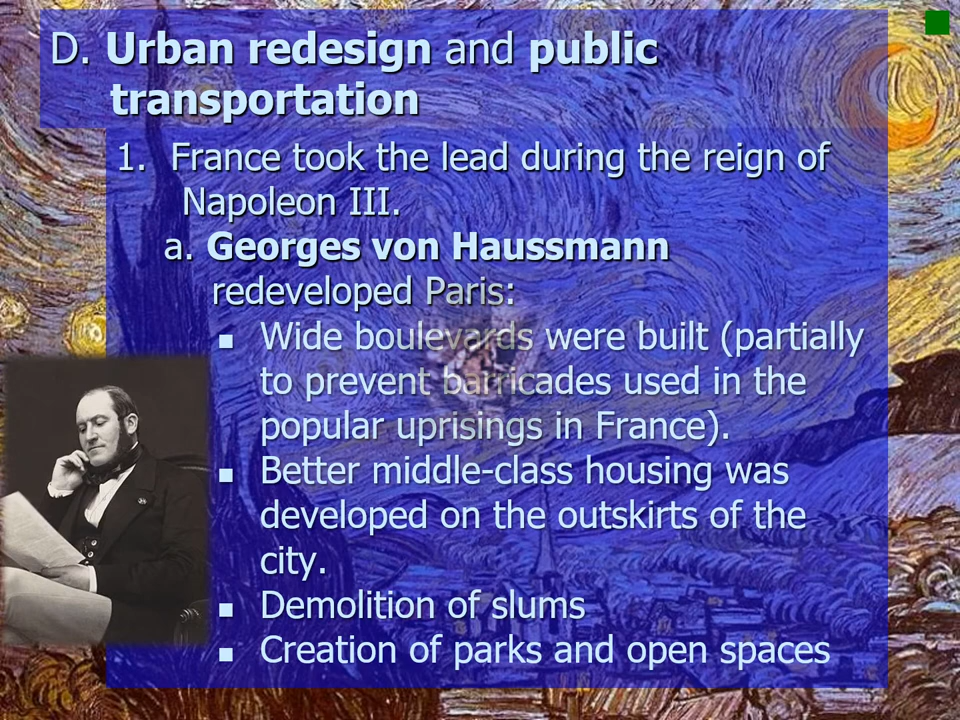 D. Urban redesign and public
transportation
1. France took the lead during the reign of
Napoleon III.
a. Georges von Haussmann
redeveloped Paris:
■ Wide boulevards were built (partially
to prevent barricades used in the
popular uprisings in France).
■ Better middle-class housing was
developed on the outskirts of the
city.
■ Demolition of slums
■ Creation of parks and open spaces